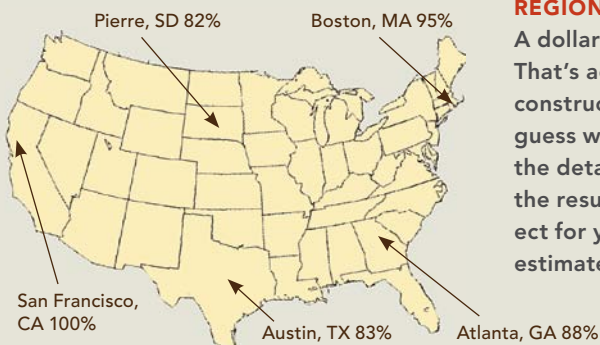 Pierre, SD 82%
Boston, MA 95%
San Francisco,
CA 100%
Austin, TX 83%
Atlanta, GA 88%
REGION
A dollar
That's a
construc
guess w
the deta
the resu
ect for y
estimate